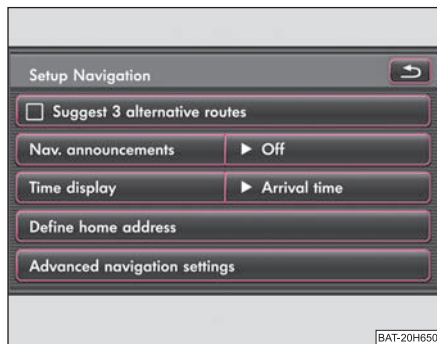 Setup Navigation
Suggest 3 alternative routes
Nav. announcements ▶ Off
Time display ▶ Arrival time
Define home address
Advanced navigation settings
BAT-20H650